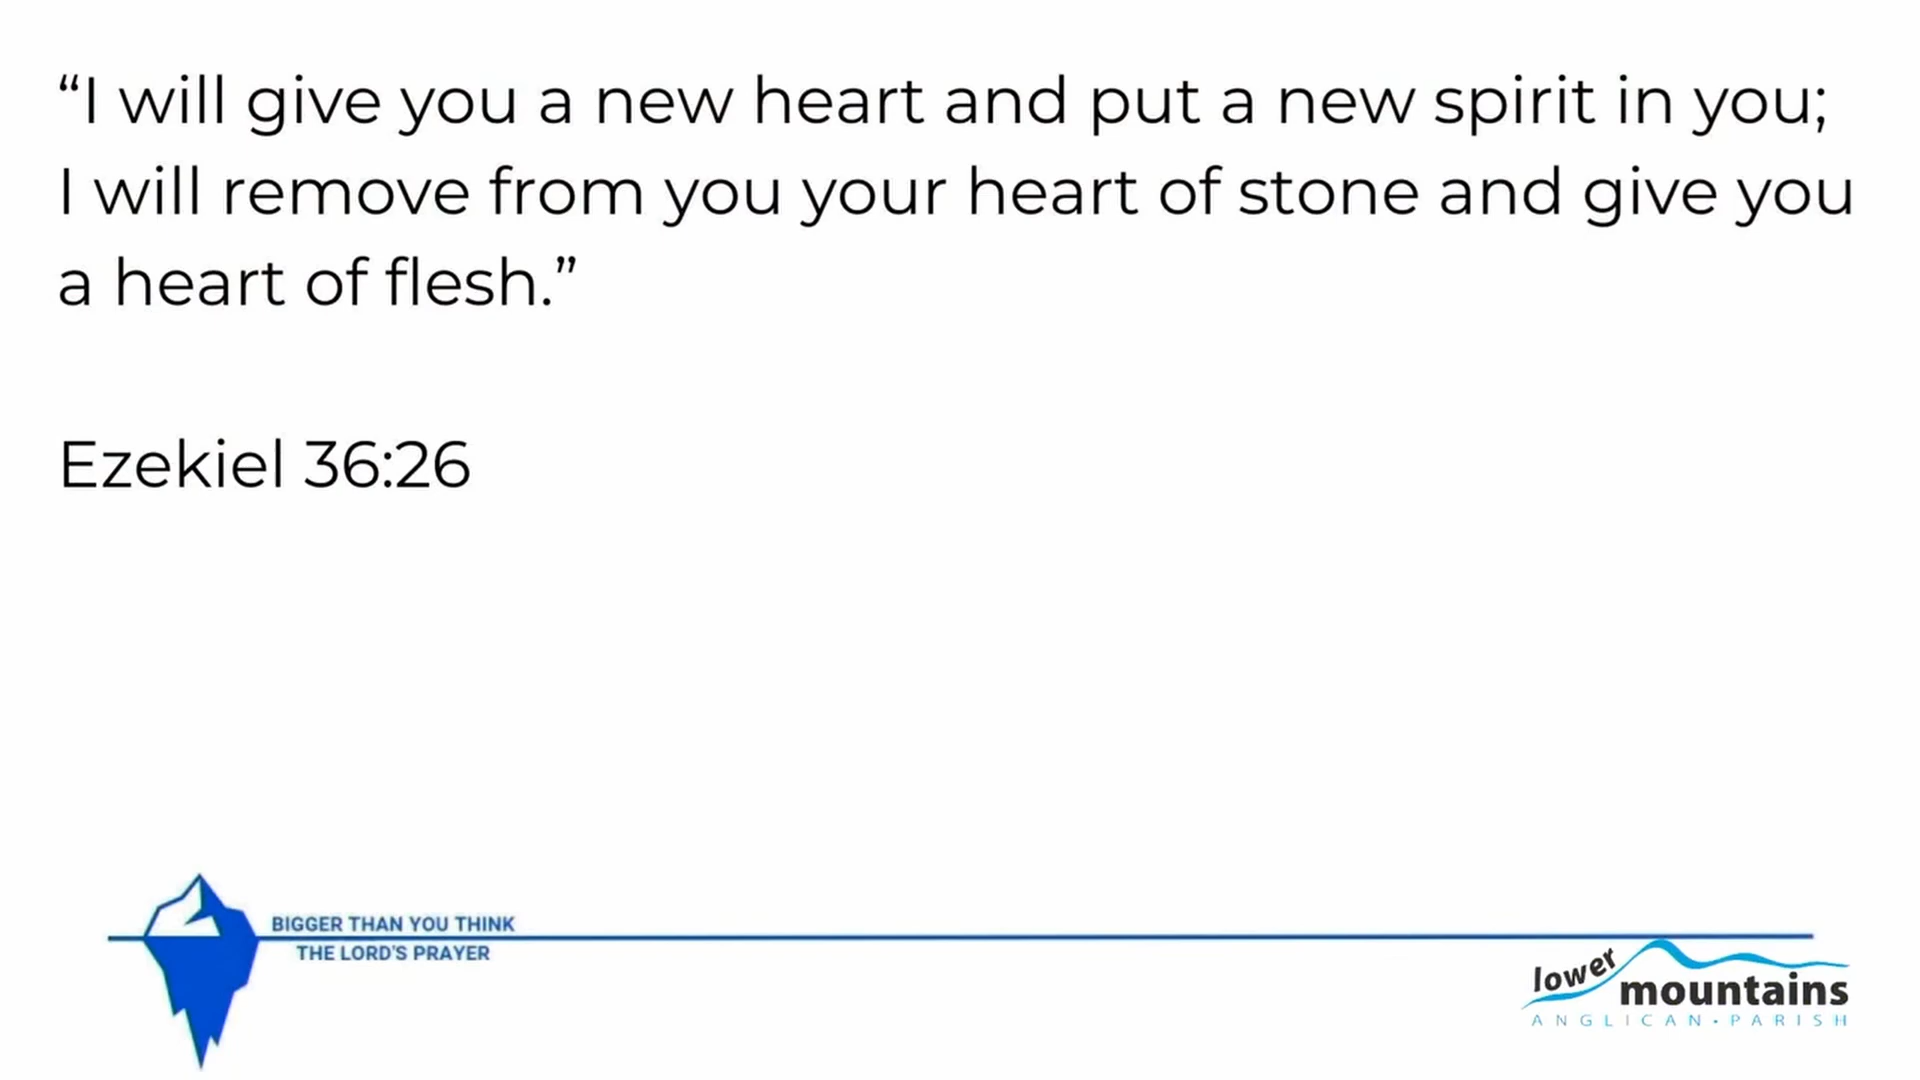 “I will give you a new heart and put a new spirit in you;
I will remove from you your heart of stone and give you
a heart of flesh.”
Ezekiel 36:26
BIGGER THAN YOU THINK
THE LORD'S PRAYER
lower
mountains
ANGLICAN • PARISH